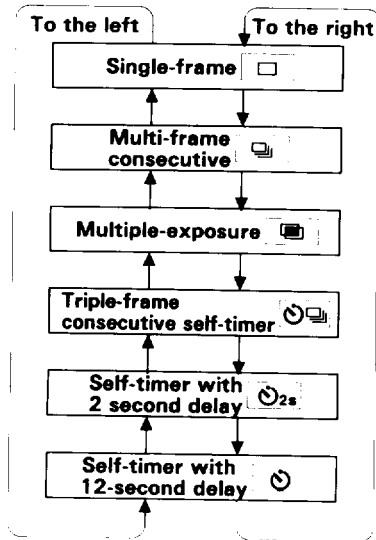 To the left
To the right
Single-frame
Multi-frame
consecutive
Multiple-exposure
Triple-frame
consecutive self-timer
Self-timer with
2 second delay 2s
Self-timer with
12-second delay